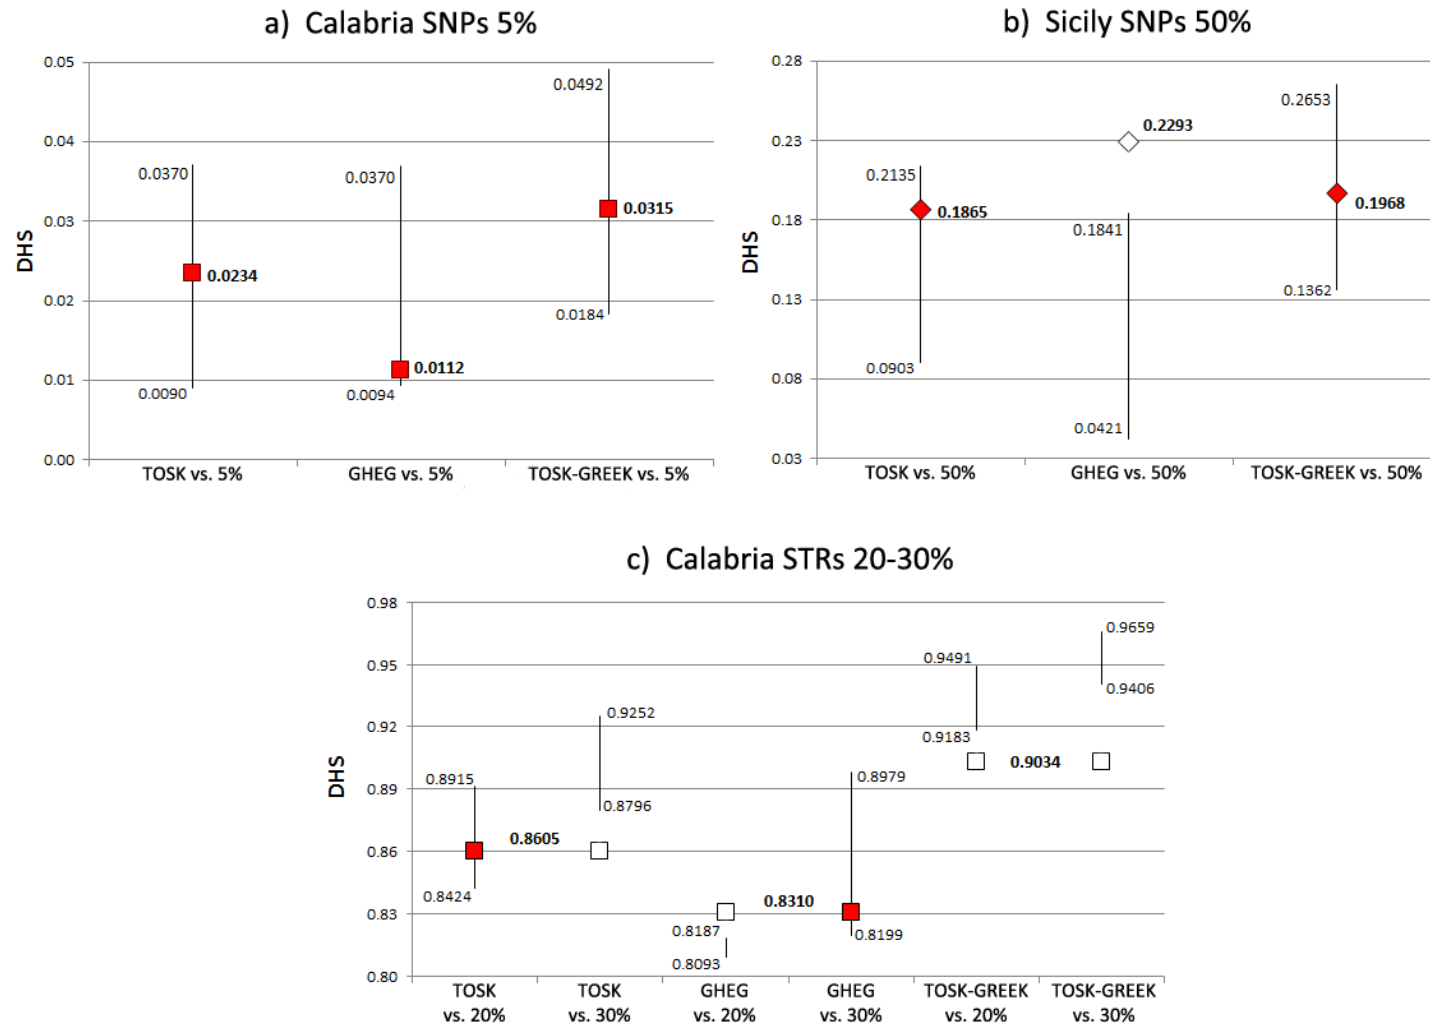 a)  Calabria SNPs 5%
0.05
0.04
0.03
0.02
0.01
0.00
DHS
0.0370
0.0234
0.0090
0.0370
0.0112
0.0094
0.0492
0.0315
0.0184
TOSK vs. 5%
GHEG vs. 5%
TOSK-GREEK vs. 5%
b)  Sicily SNPs 50%
0.28
0.23
0.18
0.13
0.08
0.03
DHS
0.2135
0.1865
0.0903
0.2293
0.1841
0.0421
0.2653
0.1968
0.1362
TOSK vs. 50%
GHEG vs. 50%
TOSK-GREEK vs. 50%
c)  Calabria STRs 20-30%
0.98
0.95
0.92
0.89
0.86
0.83
0.80
DHS
0.8915
0.8605
0.8424
0.9252
0.8796
0.8310
0.8187
0.8093
0.8979
0.8199
0.9491
0.9183
0.9034
0.9659
0.9406
TOSK
vs. 20%
TOSK
vs. 30%
GHEG
vs. 20%
GHEG
vs. 30%
TOSK-GREEK
vs. 20%
TOSK-GREEK
vs. 30%